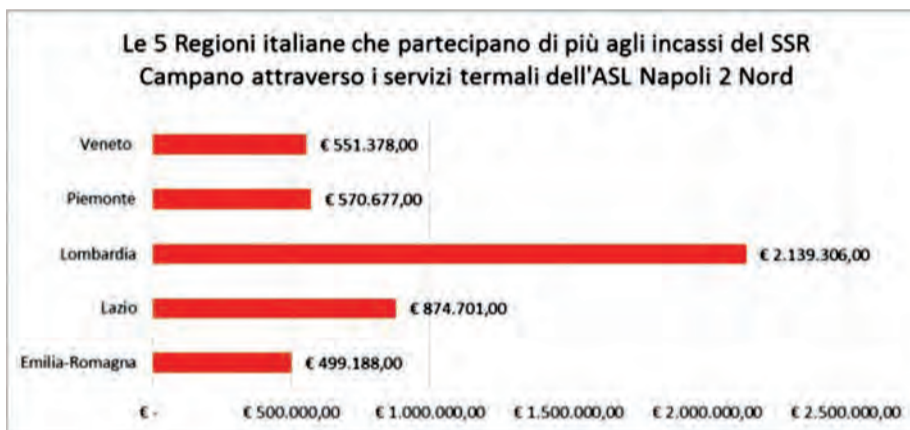 Le 5 Regioni italiane che partecipano di più agli incassi del SSR
Campano attraverso i servizi termali dell'ASL Napoli 2 Nord
Veneto € 551.378,00
Piemonte € 570.677,00
Lombardia € 2.139.306,00
Lazio € 874.701,00
Emilia-Romagna € 499.188,00
€ - € 500.000,00 € 1.000.000,00 € 1.500.000,00 € 2.000.000,00 € 2.500.000,00